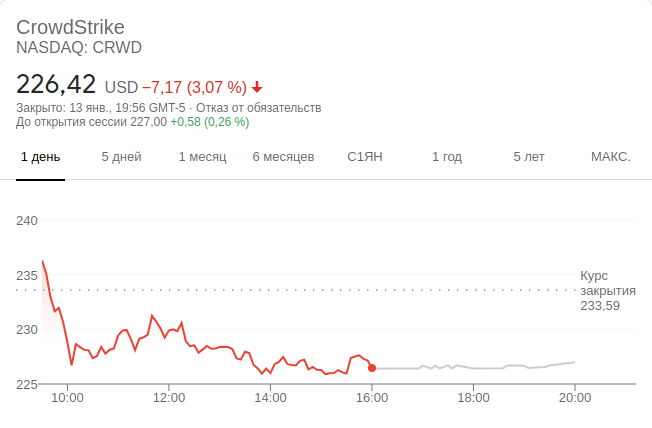 CrowdStrike
NASDAQ: CRWD
226,42 USD −7,17 (3,07 %)
Закрыто: 13 янв., 19:56 GMT-5 · Отказ от обязательств
До открытия сессии 227,00 +0,58 (0,26 %)
1 день 5 дней 1 месяц 6 месяцев С1ЯН 1 год 5 лет МАКС.
240
235
230
225
Курс
закрытия
233,59
10:00 12:00 14:00 16:00 18:00 20:00